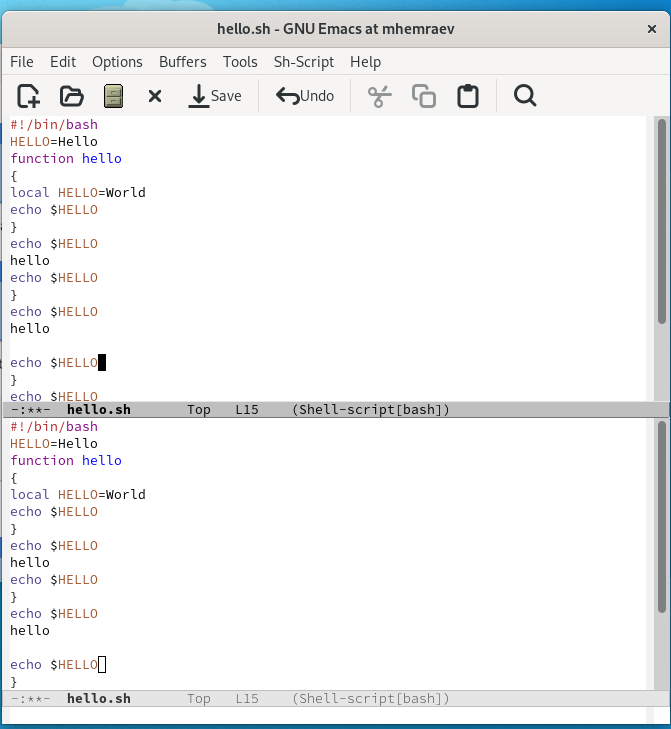 hello.sh - GNU Emacs at mhemraev
File Edit Options Buffers Tools Sh-Script Help
Save Undo
#!/bin/bash
HELLO=Hello
function hello
{
local HELLO=World
echo $HELLO
}
echo $HELLO
hello
echo $HELLO
}
echo $HELLO
hello
echo $HELLO
}
echo $HELLO
-:**-  hello.sh       Top   L15    (Shell-script[bash])
#!/bin/bash
HELLO=Hello
function hello
{
local HELLO=World
echo $HELLO
}
echo $HELLO
hello
echo $HELLO
}
echo $HELLO
hello
echo $HELLO
}
-:**-  hello.sh       Top   L15    (Shell-script[bash])